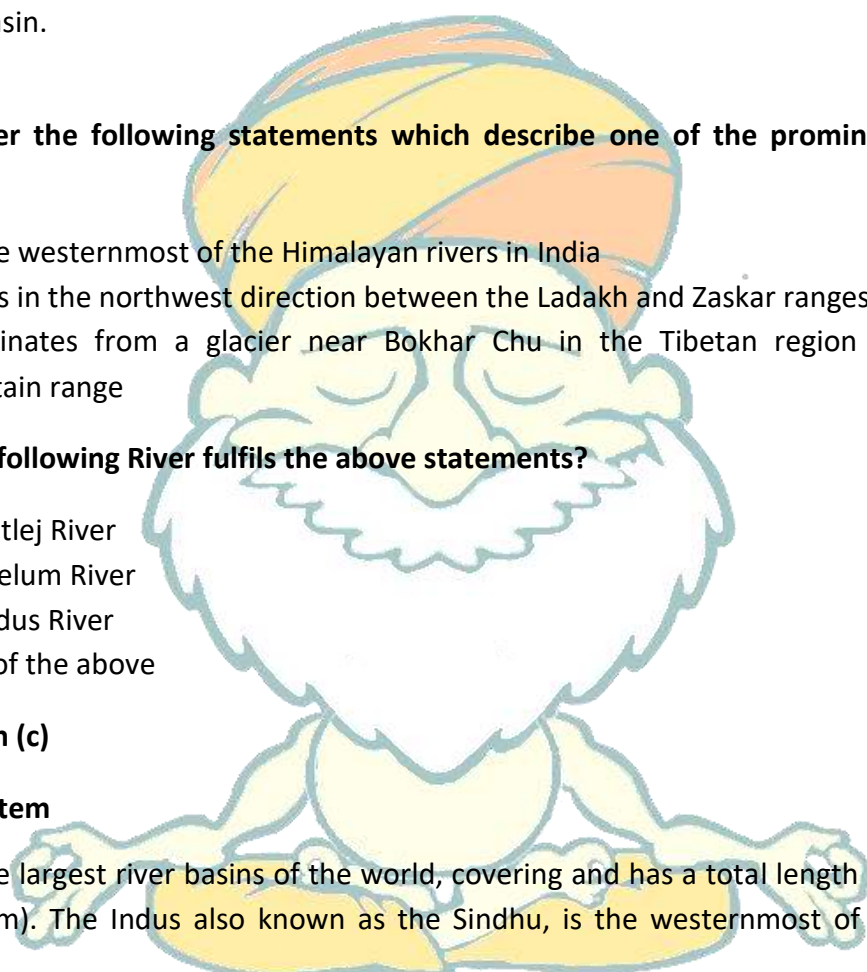 sin.
er the following statements which describe one of the promin
e westernmost of the Himalayan rivers in India
s in the northwest direction between the Ladakh and Zaskar ranges
inates from a glacier near Bokhar Chu in the Tibetan region
tain range
following River fulfils the above statements?
tlej River
elum River
dus River
of the above
n (c)
tem
e largest river basins of the world, covering and has a total length
m). The Indus also known as the Sindhu, is the westernmost of